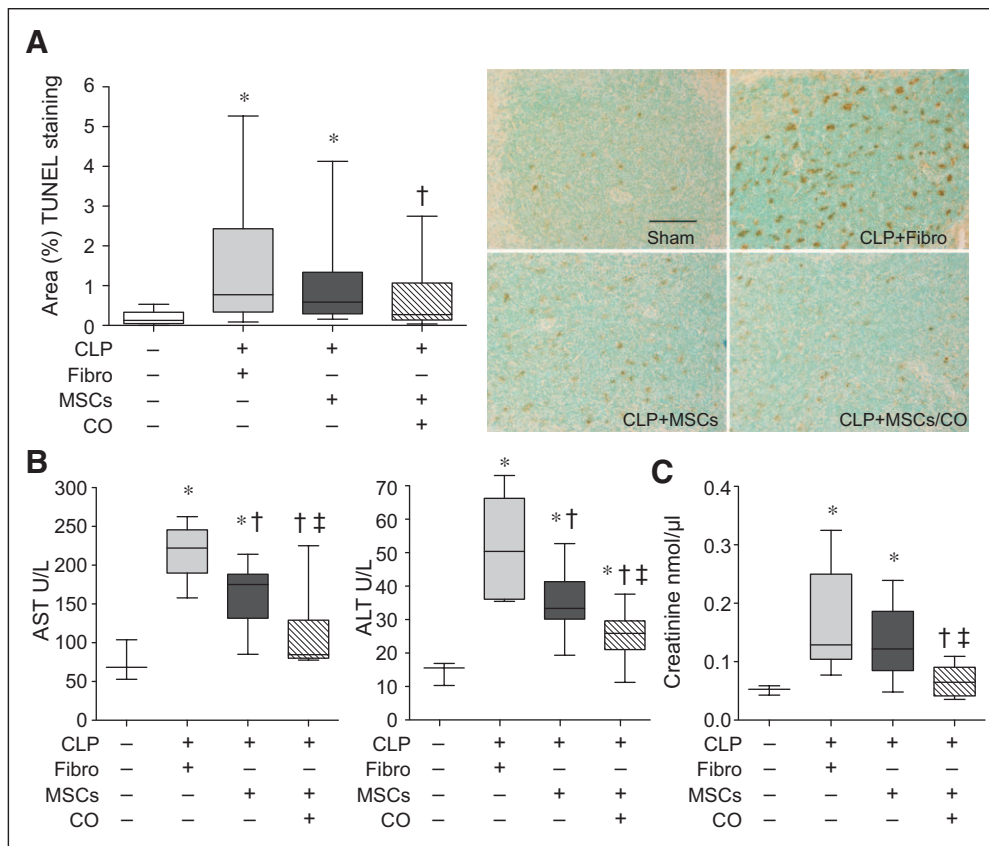 A
Area (%) TUNEL staining
6
5
4
3
2
1
0
*
*
†
CLP – + + +
Fibro – + – –
MSCs – – + +
CO – – – +
Sham
CLP+Fibro
CLP+MSCs
CLP+MSCs/CO
B
AST U/L
300
250
200
150
100
50
0
*
*†
†‡
CLP – + + +
Fibro – + – –
MSCs – – + +
CO – – – +
ALT U/L
70
60
50
40
30
20
10
0
*
*†
*†‡
CLP – + + +
Fibro – + – –
MSCs – – + +
CO – – – +
C
Creatinine nmol/µl
0.4
0.3
0.2
0.1
0.0
*
*
†‡
CLP – + + +
Fibro – + – –
MSCs – – + +
CO – – – +